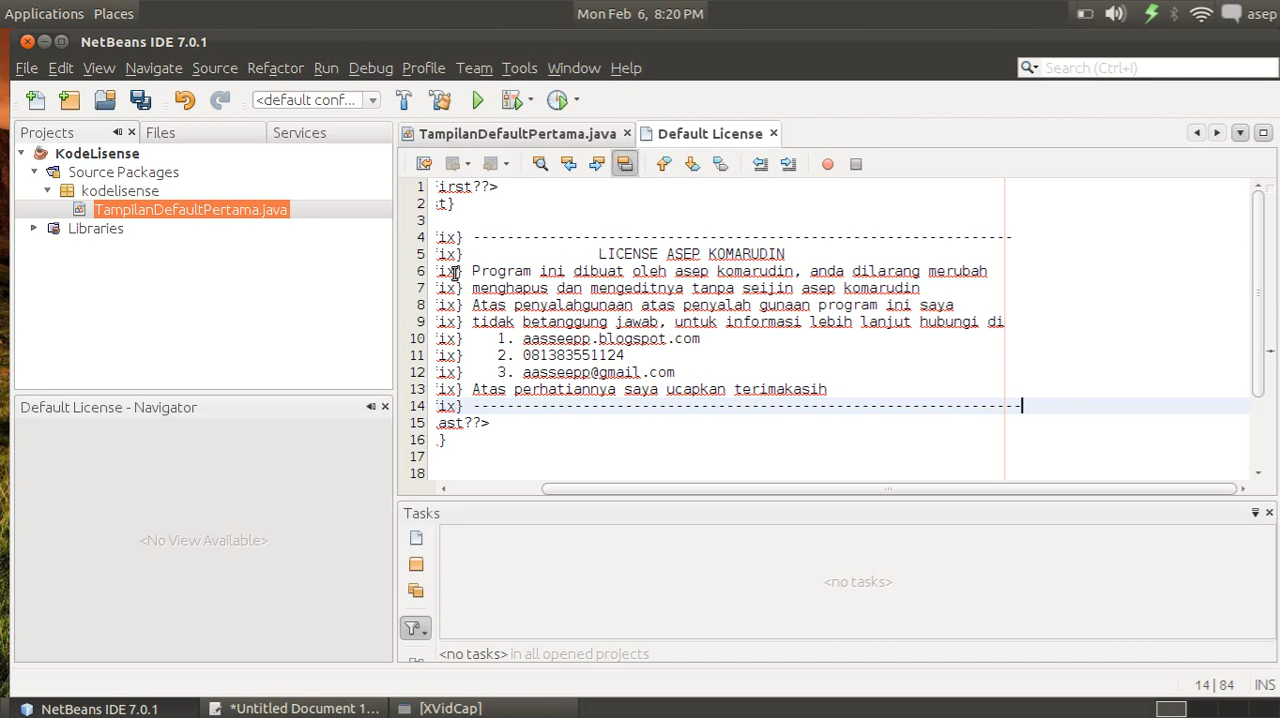 Applications Places Mon Feb 6, 8:20 PM asep
NetBeans IDE 7.0.1
File Edit View Navigate Source Refactor Run Debug Profile Team Tools Window Help Search (Ctrl+I)
<default conf...
Projects Files Services TampilanDefaultPertama.java Default License
KodeLisense
Source Packages
kodelisense
TampilanDefaultPertama.java
Libraries
1 irst??>
2 t}
3
4 ix} ----------------------------------------------------------------
5 ix} LICENSE ASEP KOMARUDIN
6 ix} Program ini dibuat oleh asep komarudin, anda dilarang merubah
7 ix} menghapus dan mengeditnya tanpa seijin asep komarudin
8 ix} Atas penyalahgunaan atas penyalah gunaan program ini saya
9 ix} tidak betanggung jawab, untuk informasi lebih lanjut hubungi di
10 ix} 1. aasseepp.blogspot.com
11 ix} 2. 081383551124
12 ix} 3. aasseepp@gmail.com
13 ix} Atas perhatiannya saya ucapkan terimakasih
14 ix} -----------------------------------------------------------------
15 ast??>
16 }
17
18
Default License - Navigator
<No View Available>
Tasks
<no tasks>
<no tasks> in all opened projects
14|84 INS
NetBeans IDE 7.0.1 *Untitled Document 1... [XVidCap]